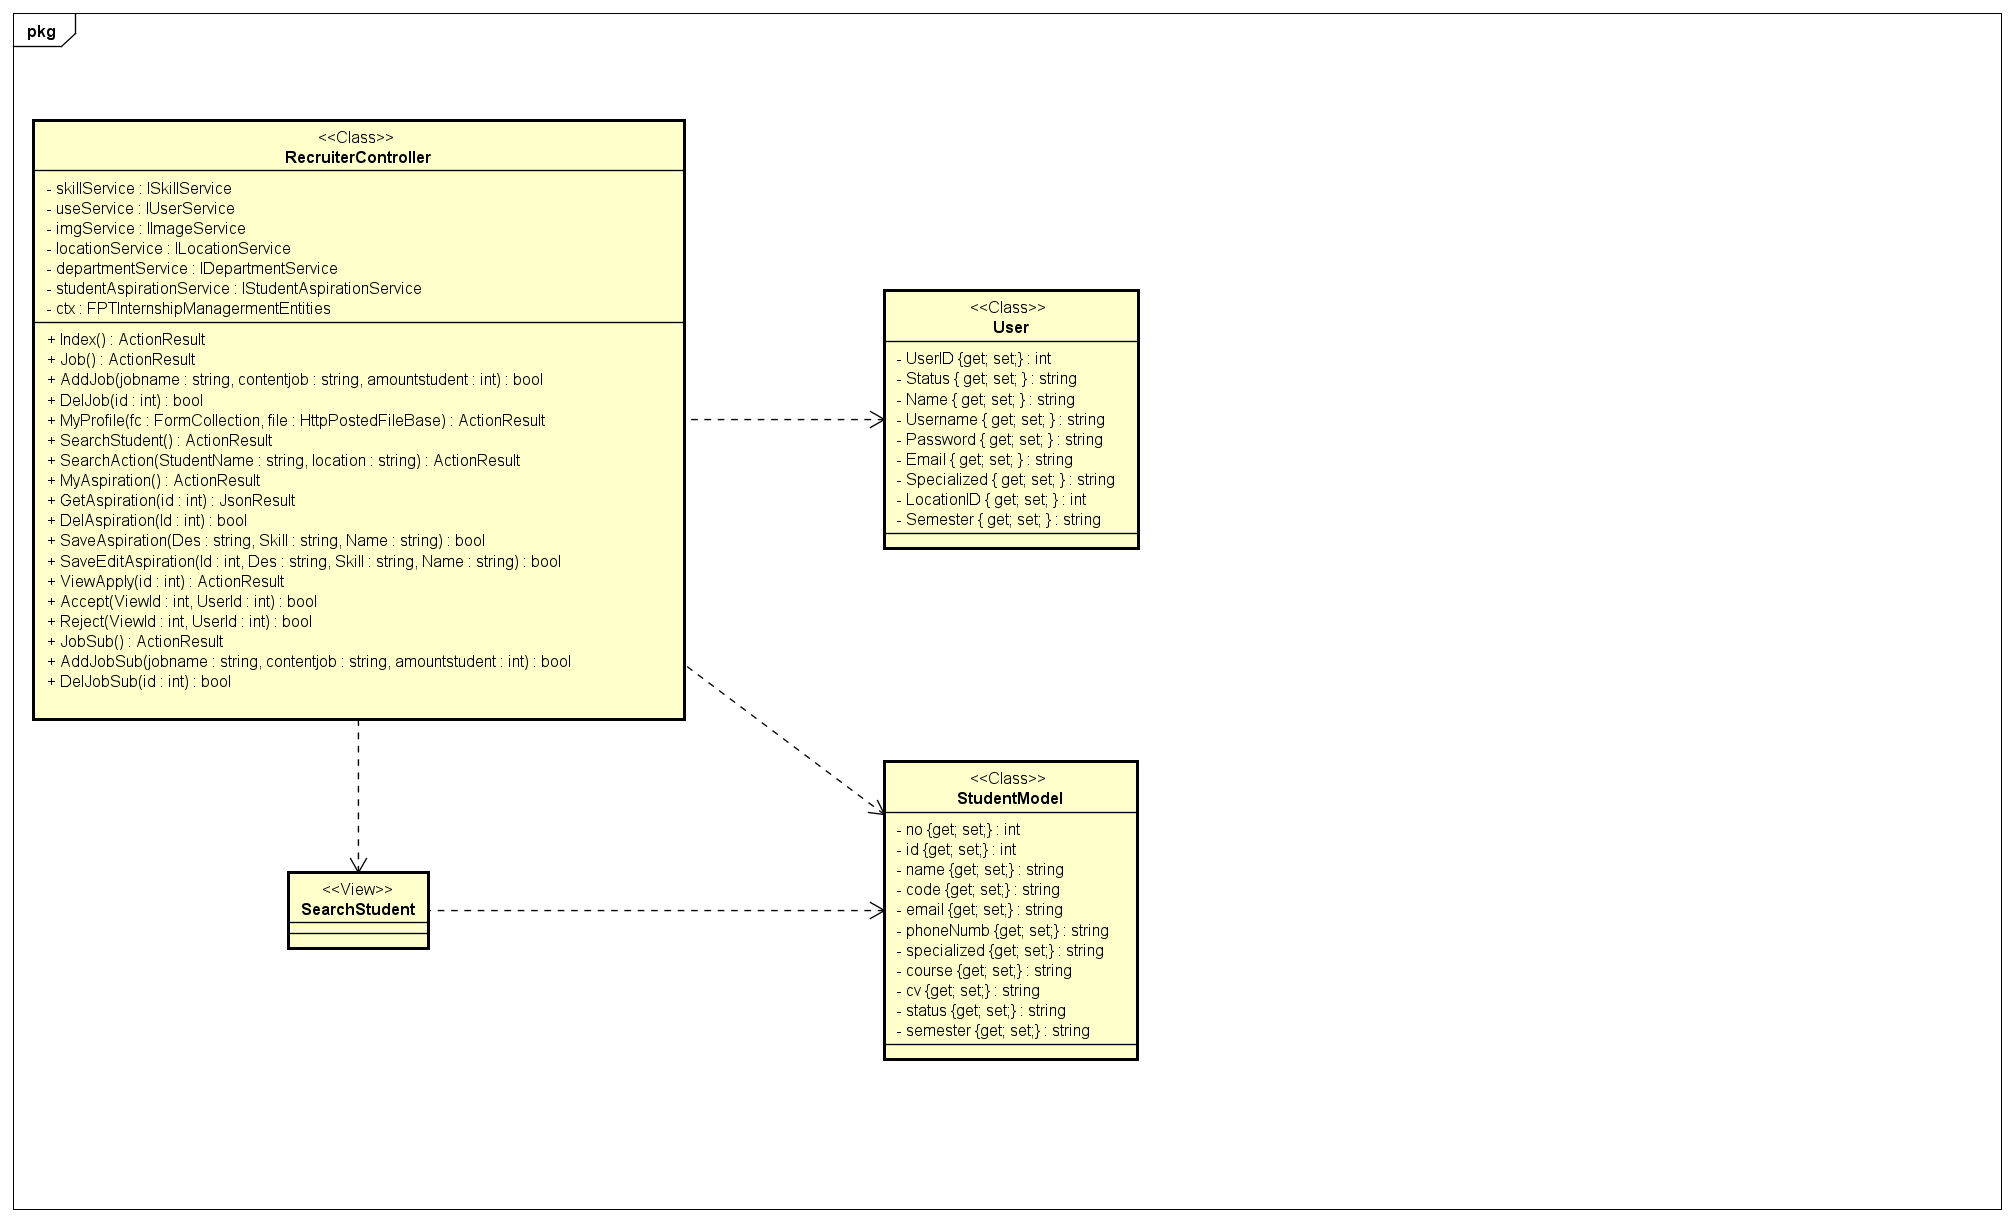 pkg
<<Class>>
RecruiterController
- skillService : ISkillService
- useService : IUserService
- imgService : IImageService
- locationService : ILocationService
- departmentService : IDepartmentService
- studentAspirationService : IStudentAspirationService
- ctx : FPTInternshipManagermentEntities
+ Index() : ActionResult
+ Job() : ActionResult
+ AddJob(jobname : string, contentjob : string, amountstudent : int) : bool
+ DelJob(id : int) : bool
+ MyProfile(fc : FormCollection, file : HttpPostedFileBase) : ActionResult
+ SearchStudent() : ActionResult
+ SearchAction(StudentName : string, location : string) : ActionResult
+ MyAspiration() : ActionResult
+ GetAspiration(id : int) : JsonResult
+ DelAspiration(Id : int) : bool
+ SaveAspiration(Des : string, Skill : string, Name : string) : bool
+ SaveEditAspiration(Id : int, Des : string, Skill : string, Name : string) : bool
+ ViewApply(id : int) : ActionResult
+ Accept(ViewId : int, UserId : int) : bool
+ Reject(ViewId : int, UserId : int) : bool
+ JobSub() : ActionResult
+ AddJobSub(jobname : string, contentjob : string, amountstudent : int) : bool
+ DelJobSub(id : int) : bool
<<Class>>
User
- UserID {get; set;} : int
- Status { get; set; } : string
- Name { get; set; } : string
- Username { get; set; } : string
- Password { get; set; } : string
- Email { get; set; } : string
- Specialized { get; set; } : string
- LocationID { get; set; } : int
- Semester { get; set; } : string
<<View>>
SearchStudent
<<Class>>
StudentModel
- no {get; set;} : int
- id {get; set;} : int
- name {get; set;} : string
- code {get; set;} : string
- email {get; set;} : string
- phoneNumb {get; set;} : string
- specialized {get; set;} : string
- course {get; set;} : string
- cv {get; set;} : string
- status {get; set;} : string
- semester {get; set;} : string